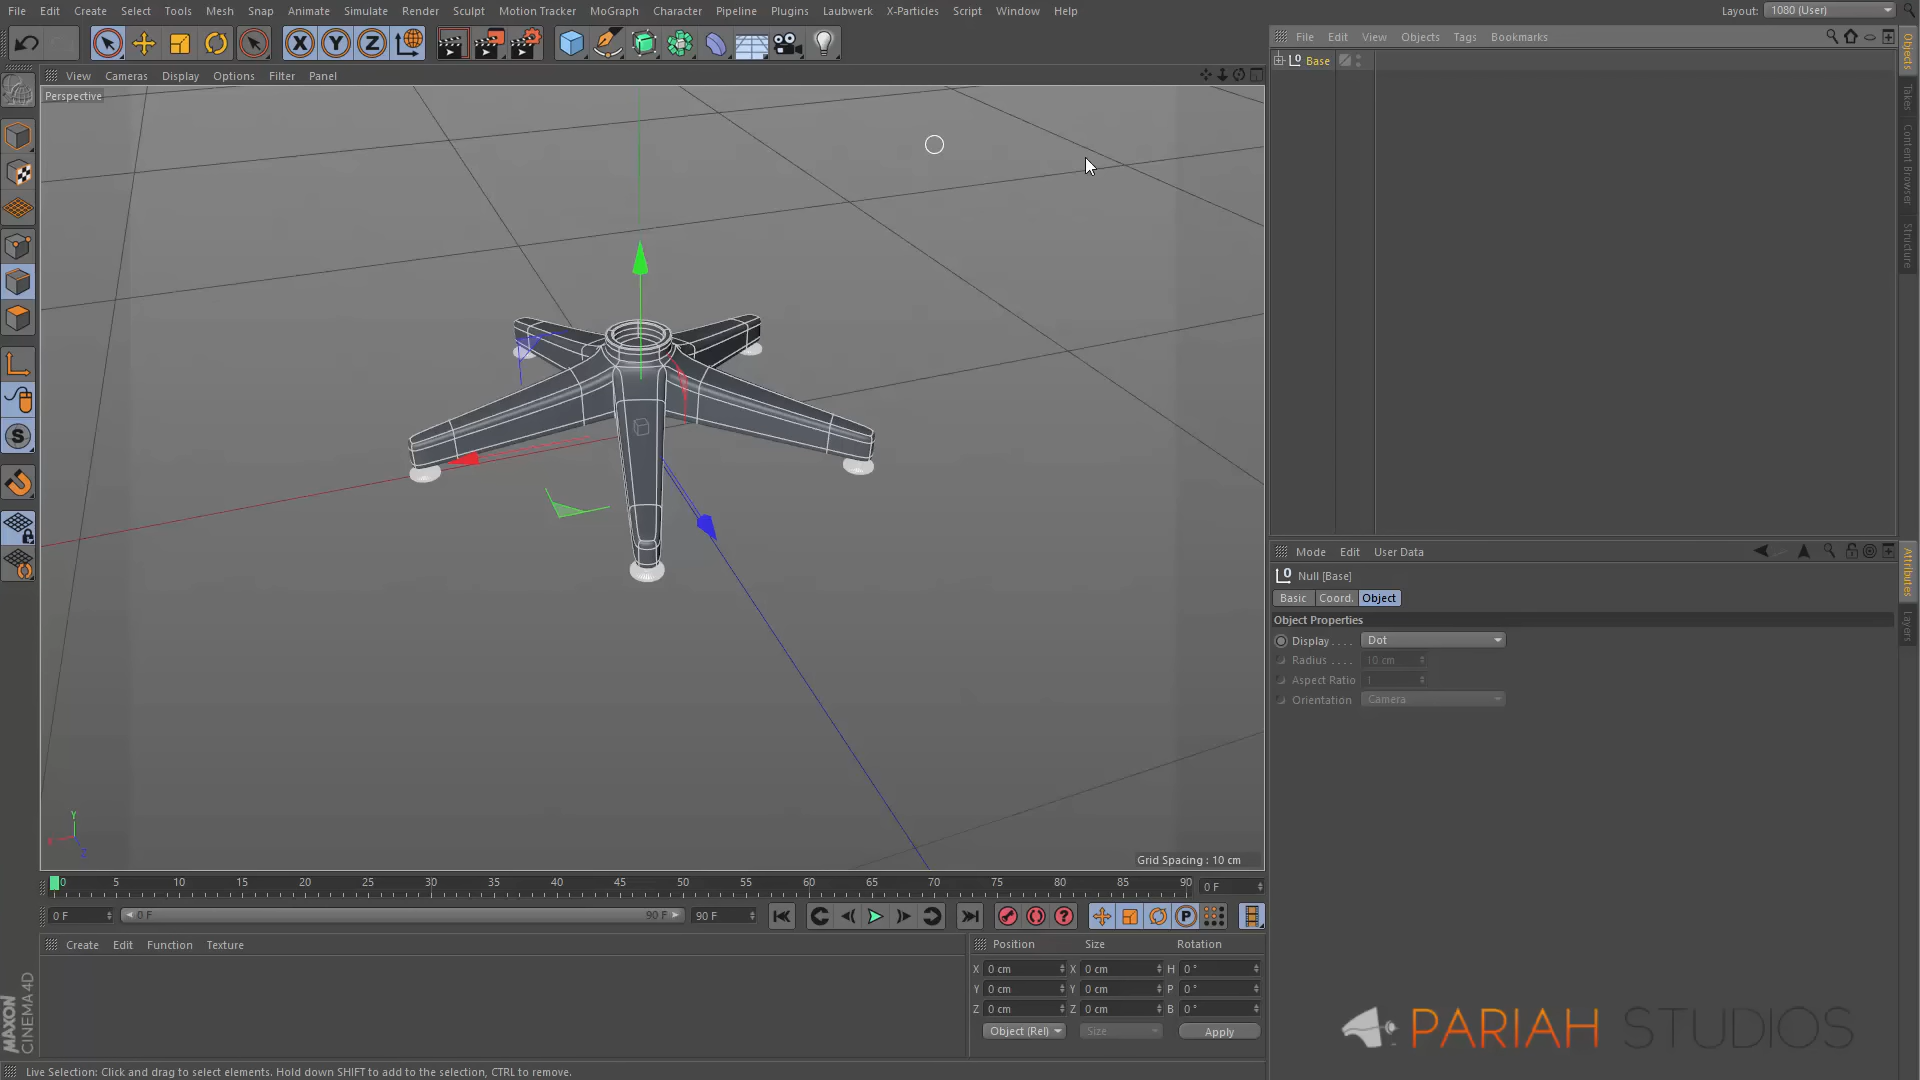 File Edit Create Select Tools Mesh Snap Animate Simulate Render Sculpt Motion Tracker MoGraph Character Pipeline Plugins Laubwerk X-Particles Script Window Help Layout: 1080 (User)
File Edit View Objects Tags Bookmarks
View Cameras Display Options Filter Panel
Perspective
Base
Objects
Takes
Content Browser
Structure
Mode Edit User Data
Null [Base]
Basic Coord. Object
Object Properties
Display . . . . Dot
Radius . . . . 10 cm
Aspect Ratio 1
Orientation Camera
Attributes
Layers
Y
X
Z
Grid Spacing : 10 cm
0 5 10 15 20 25 30 35 40 45 50 55 60 65 70 75 80 85 90 0 F
0 F 0 F 90 F 90 F
Create Edit Function Texture
Position Size Rotation
X 0 cm X 0 cm H 0 °
Y 0 cm Y 0 cm P 0 °
Z 0 cm Z 0 cm B 0 °
Object (Rel) Size Apply
MAXON CINEMA 4D
PARIAH STUDIOS
Live Selection: Click and drag to select elements. Hold down SHIFT to add to the selection, CTRL to remove.